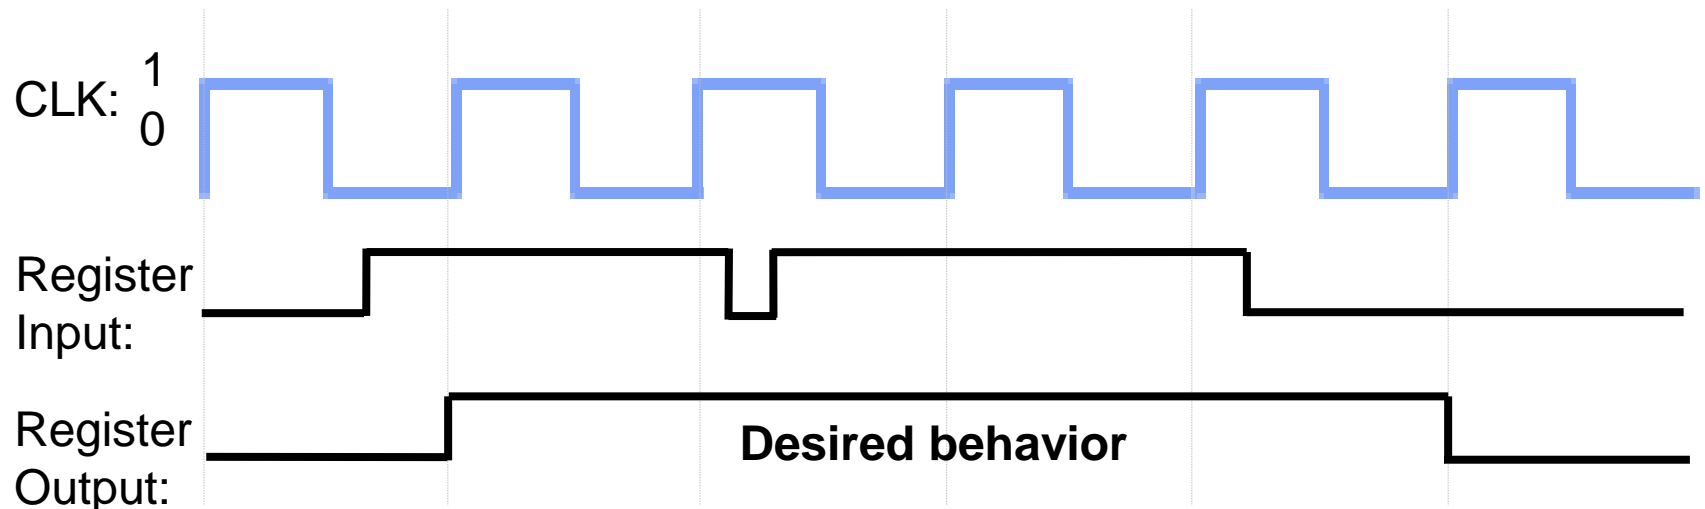 CLK:
1
0
Register
Input:
Register
Output:
Desired behavior